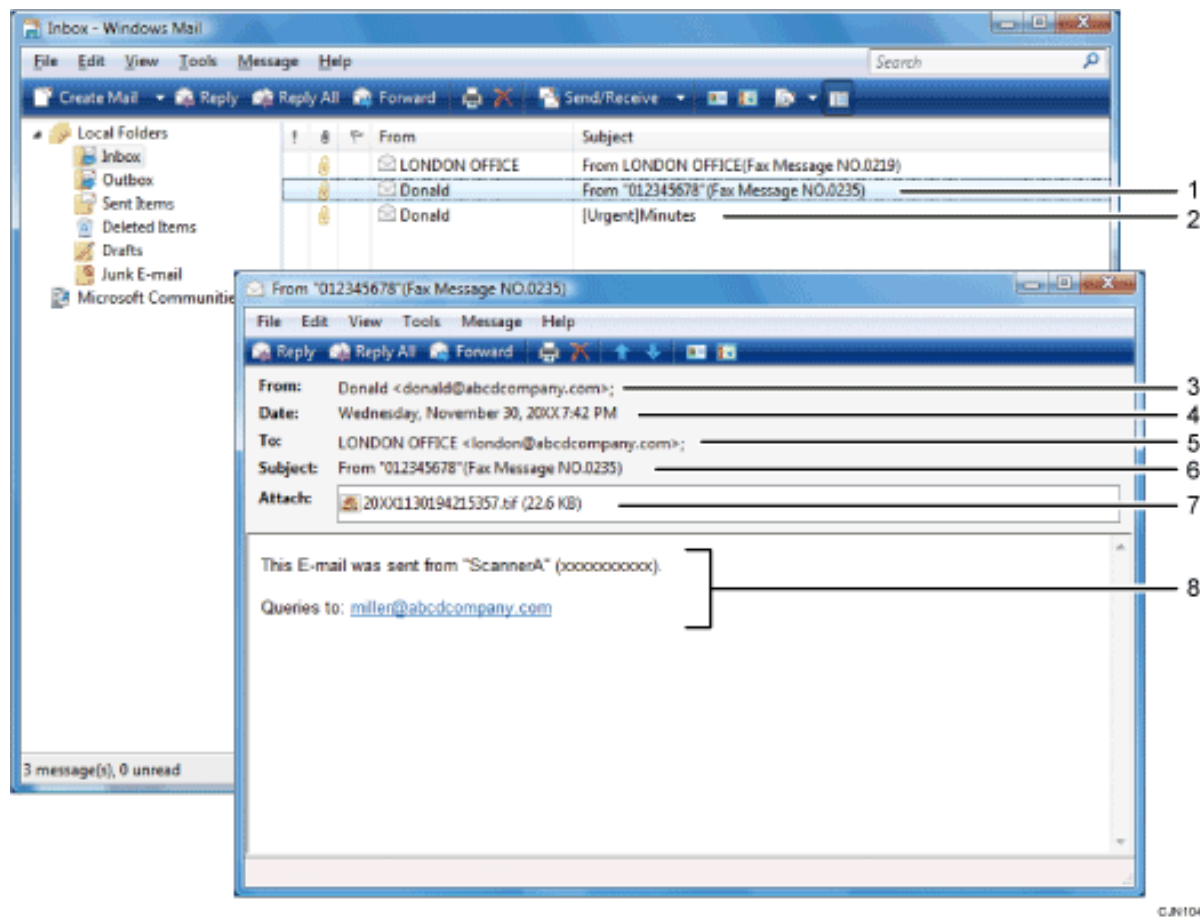 Inbox - Windows Mail
File Edit View Tools Message Help Search
Create Mail Reply Reply All Forward Send/Receive
Local Folders
Inbox
Outbox
Sent Items
Deleted Items
Drafts
Junk E-mail
Microsoft Communitie
! From Subject
LONDON OFFICE From LONDON OFFICE(Fax Message NO.0219)
Donald From "012345678"(Fax Message NO.0235) 1
Donald [Urgent]Minutes 2
From "012345678"(Fax Message NO.0235)
File Edit View Tools Message Help
Reply Reply All Forward
From: Donald <donald@abcdcompany.com>; 3
Date: Wednesday, November 30, 20XX 7:42 PM 4
To: LONDON OFFICE <london@abcdcompany.com>; 5
Subject: From "012345678"(Fax Message NO.0235) 6
Attach: 20XX1130194215357.tif (22.6 KB) 7
This E-mail was sent from "ScannerA" (xxxxxxxxxxx).
Queries to: miller@abcdcompany.com
8
3 message(s), 0 unread